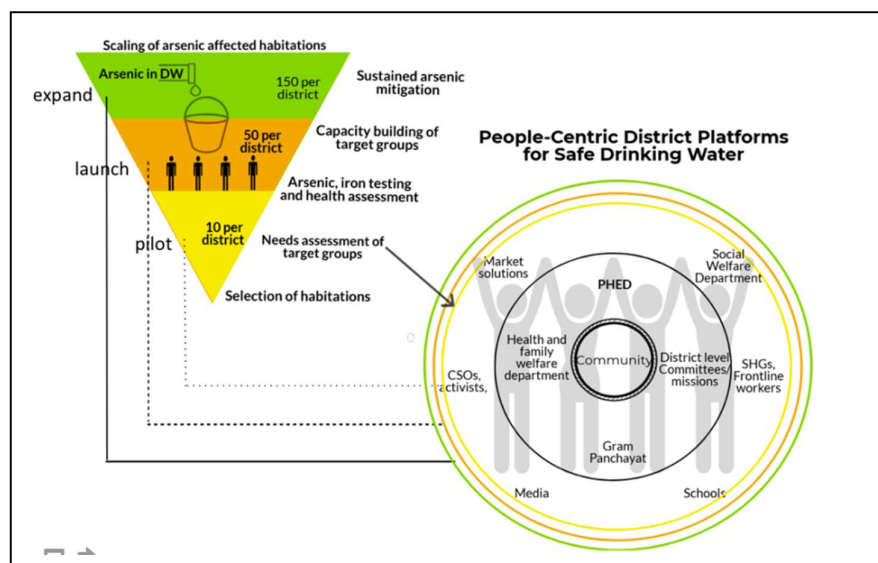 Scaling of arsenic affected habitations
Arsenic in DW
150 per
district
expand
Sustained arsenic
mitigation
50 per
district
Capacity building of
target groups
launch
Arsenic, iron testing
and health assessment
10 per
district
pilot
Needs assessment of
target groups
Selection of habitations
People-Centric District Platforms
for Safe Drinking Water
Market
solutions
PHED
Social
Welfare
Department
Health and
family
welfare
department
Community
District level
Committees/
missions
CSOs,
activists,
SHGs,
Frontline
workers
Gram
Panchayat
Media
Schools